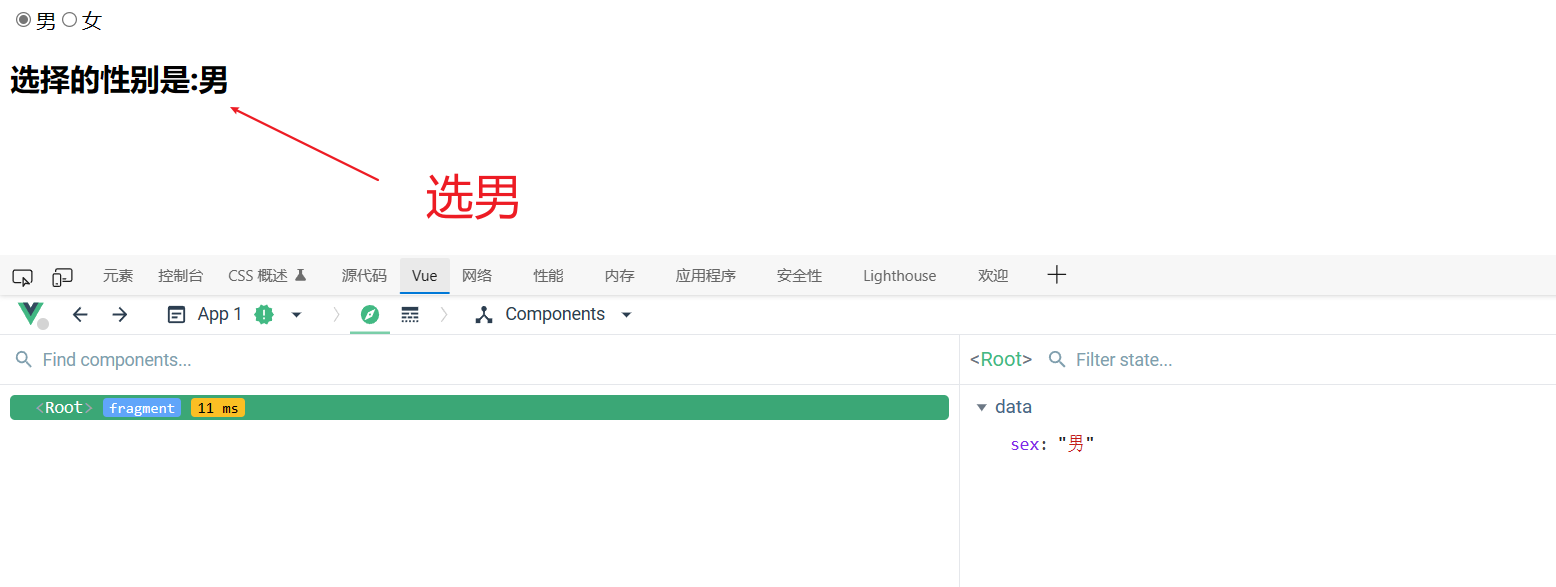 男 女
选择的性别是:男
选男
元素 控制台 CSS 概述 源代码 Vue 网络 性能 内存 应用程序 安全性 Lighthouse 欢迎
App 1 Components
Find components... <Root> Filter state...
<Root> fragment 11 ms data
sex: "男"